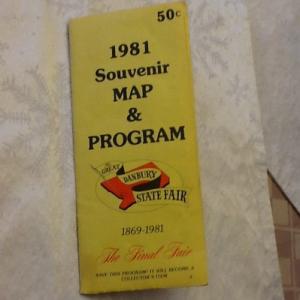 50¢
1981
Souvenir
MAP
&
PROGRAM
THE
GREAT
DANBURY
STATE FAIR
1869-1981
The Final Fair
SAVE THIS PROGRAM! IT WILL BECOME A
COLLECTOR'S ITEM